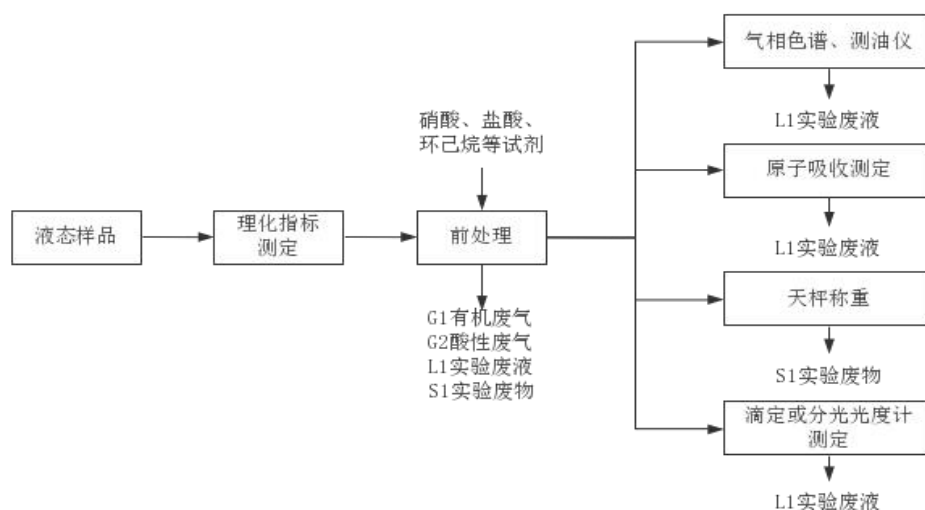 气相色谱、测油仪
L1实验废液
硝酸、盐酸、
环己烷等试剂
原子吸收测定
L1实验废液
液态样品
理化指标
测定
前处理
天枰称重
G1有机废气
G2酸性废气
L1实验废液
S1实验废物
S1实验废物
滴定或分光光度计
测定
L1实验废液